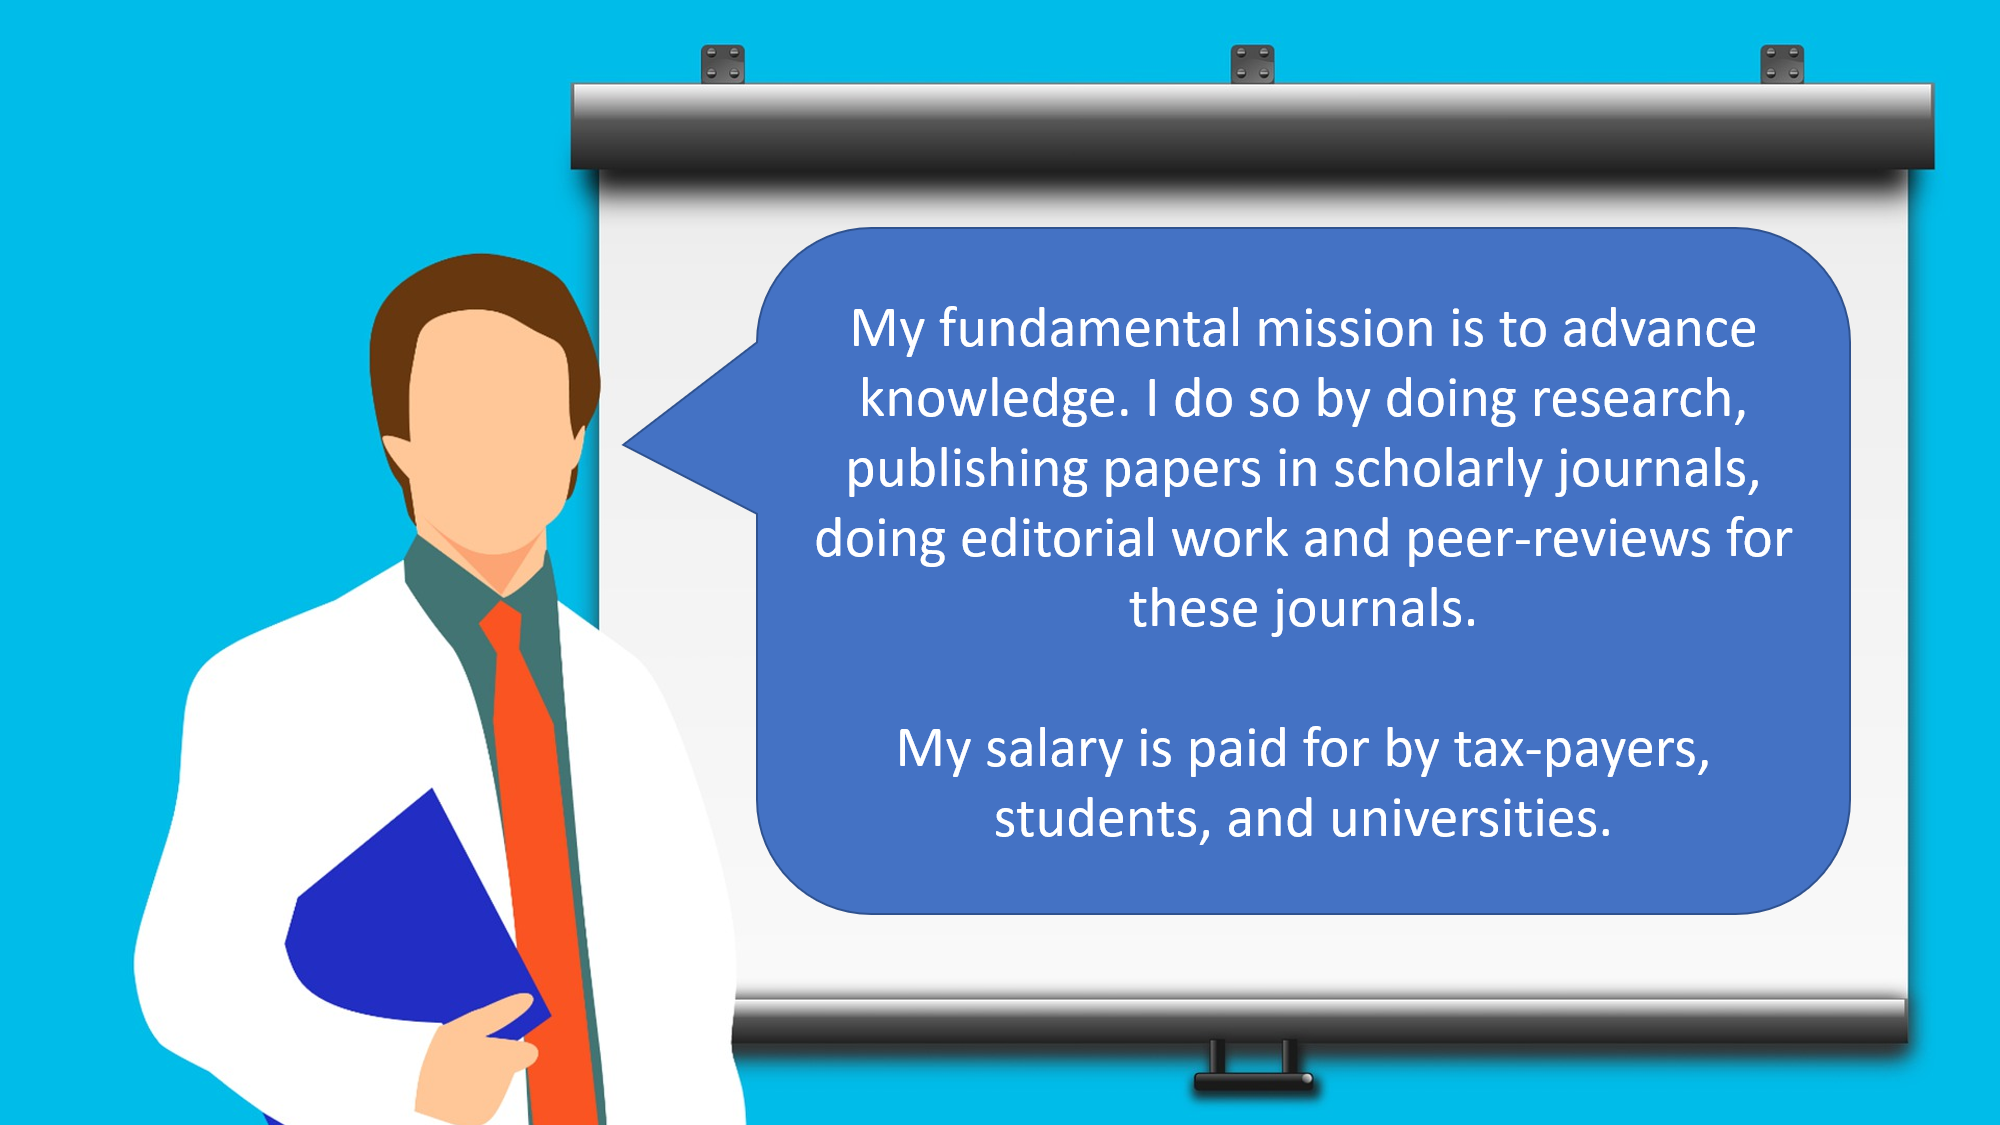 My fundamental mission is to advance
knowledge. I do so by doing research,
publishing papers in scholarly journals,
doing editorial work and peer-reviews for
these journals.
My salary is paid for by tax-payers,
students, and universities.